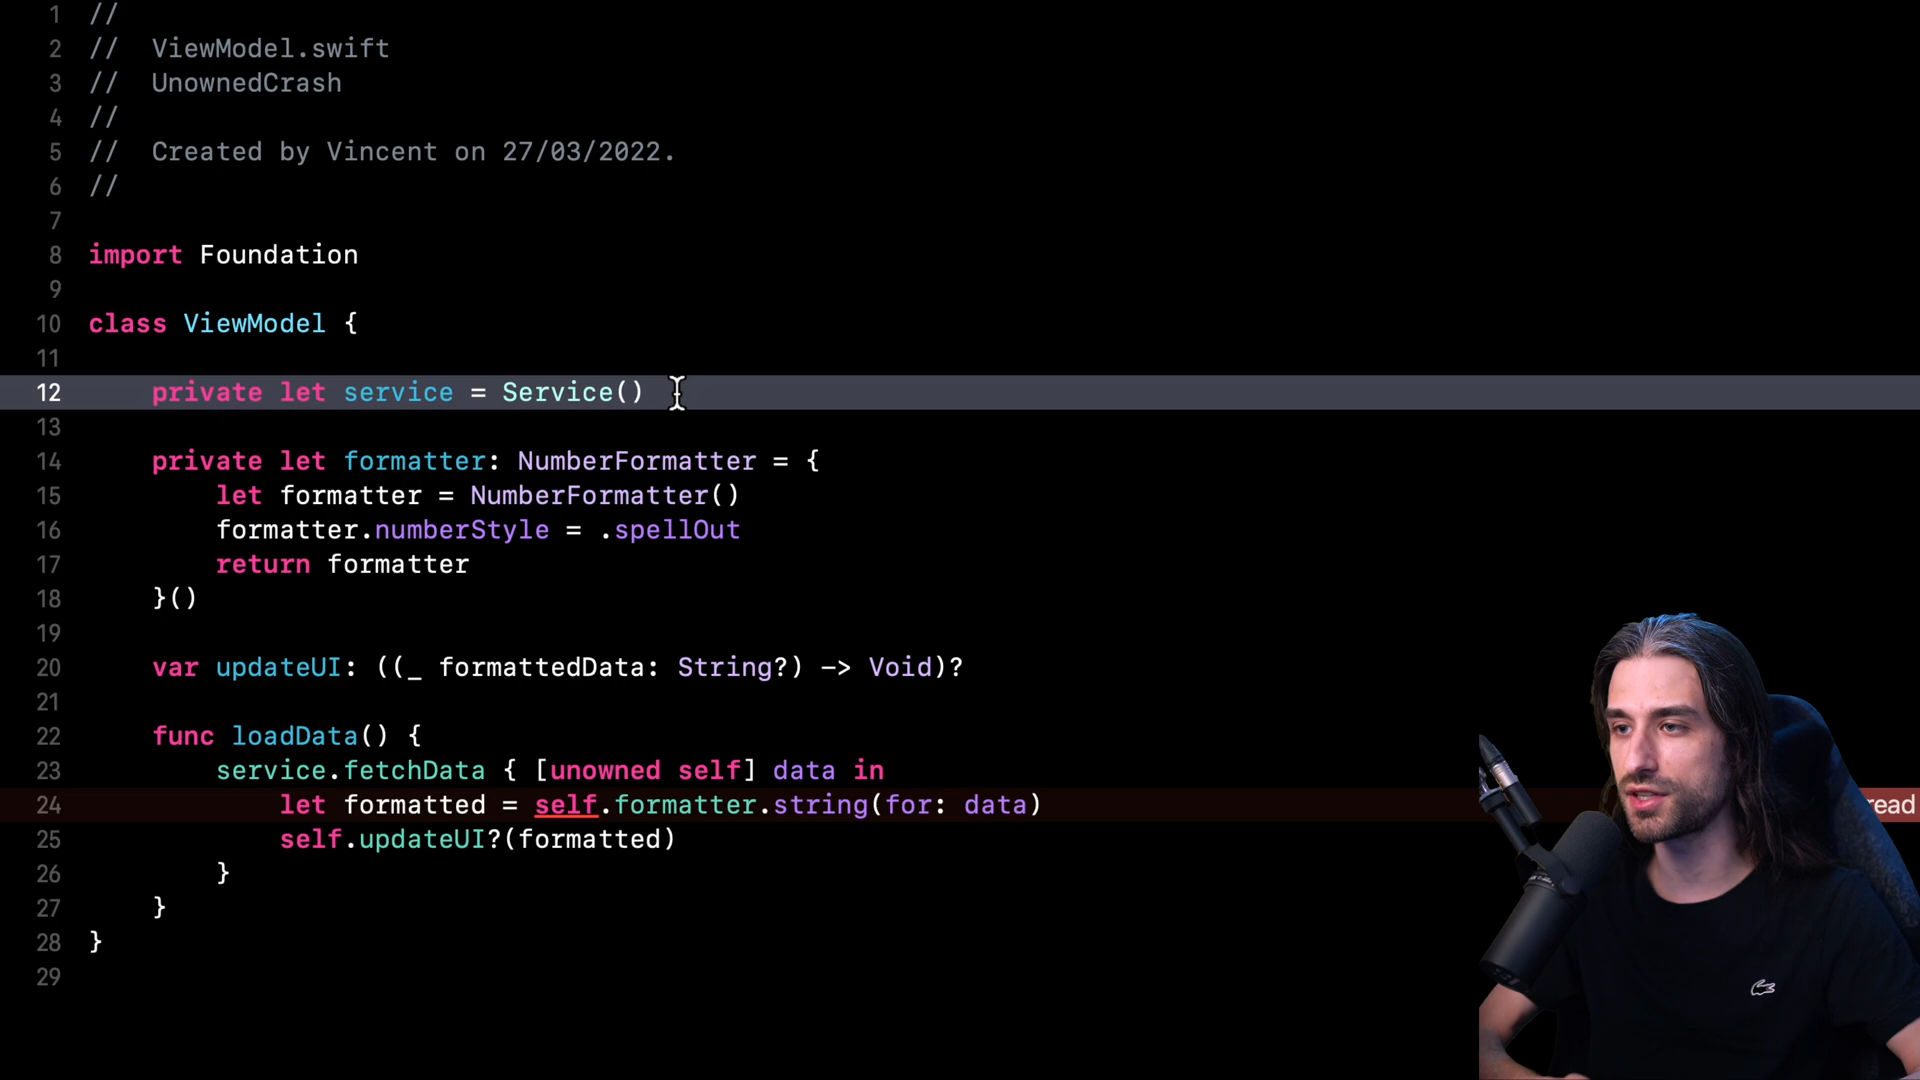 1 //
2 //  ViewModel.swift
3 //  UnownedCrash
4 //
5 //  Created by Vincent on 27/03/2022.
6 //
7
8 import Foundation
9
10 class ViewModel {
11
12     private let service = Service()
13
14     private let formatter: NumberFormatter = {
15         let formatter = NumberFormatter()
16         formatter.numberStyle = .spellOut
17         return formatter
18     }()
19
20     var updateUI: ((_ formattedData: String?) -> Void)?
21
22     func loadData() {
23         service.fetchData { [unowned self] data in
24             let formatted = self.formatter.string(for: data)
25             self.updateUI?(formatted)
26         }
27     }
28 }
29